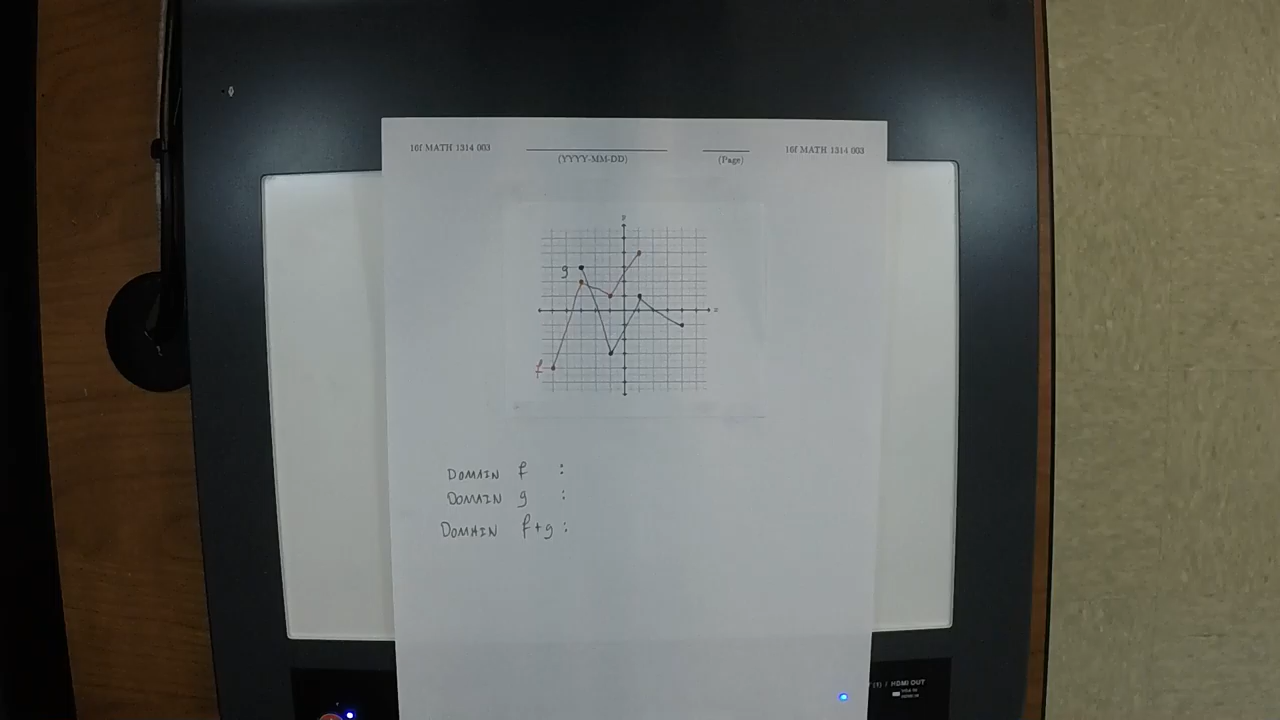 16f MATH 1314 003
(YYYY-MM-DD)
(Page)
16f MATH 1314 003
y
g
x
f
DOMAIN f :
DOMAIN g :
DOMAIN f+g :
HDMI OUT